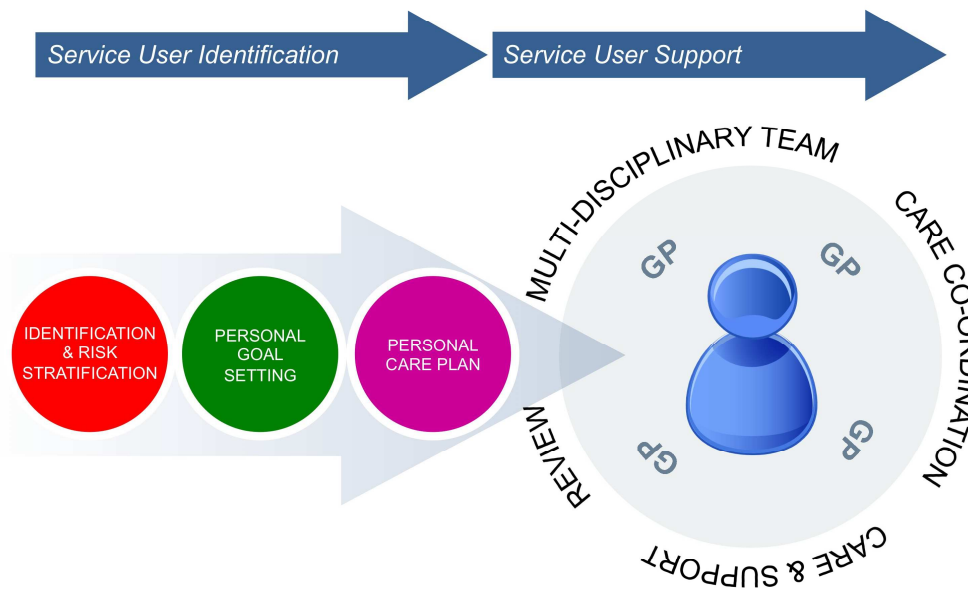 Service User Identification
Service User Support
IDENTIFICATION
& RISK
STRATIFICATION
PERSONAL
GOAL
SETTING
PERSONAL
CARE PLAN
MULTI-DISCIPLINARY TEAM
CARE CO-ORDINATION
CARE & SUPPORT
REVIEW
GP
GP
GP
GP